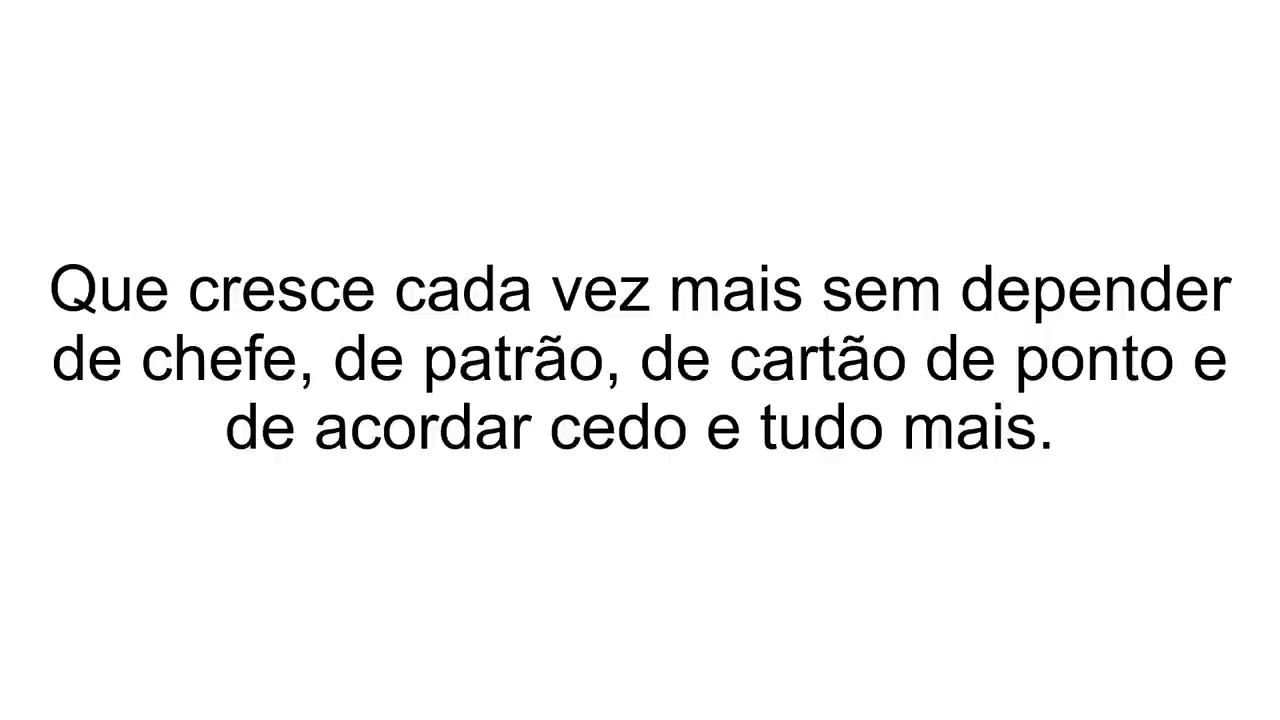 Que cresce cada vez mais sem depender
de chefe, de patrão, de cartão de ponto e
de acordar cedo e tudo mais.